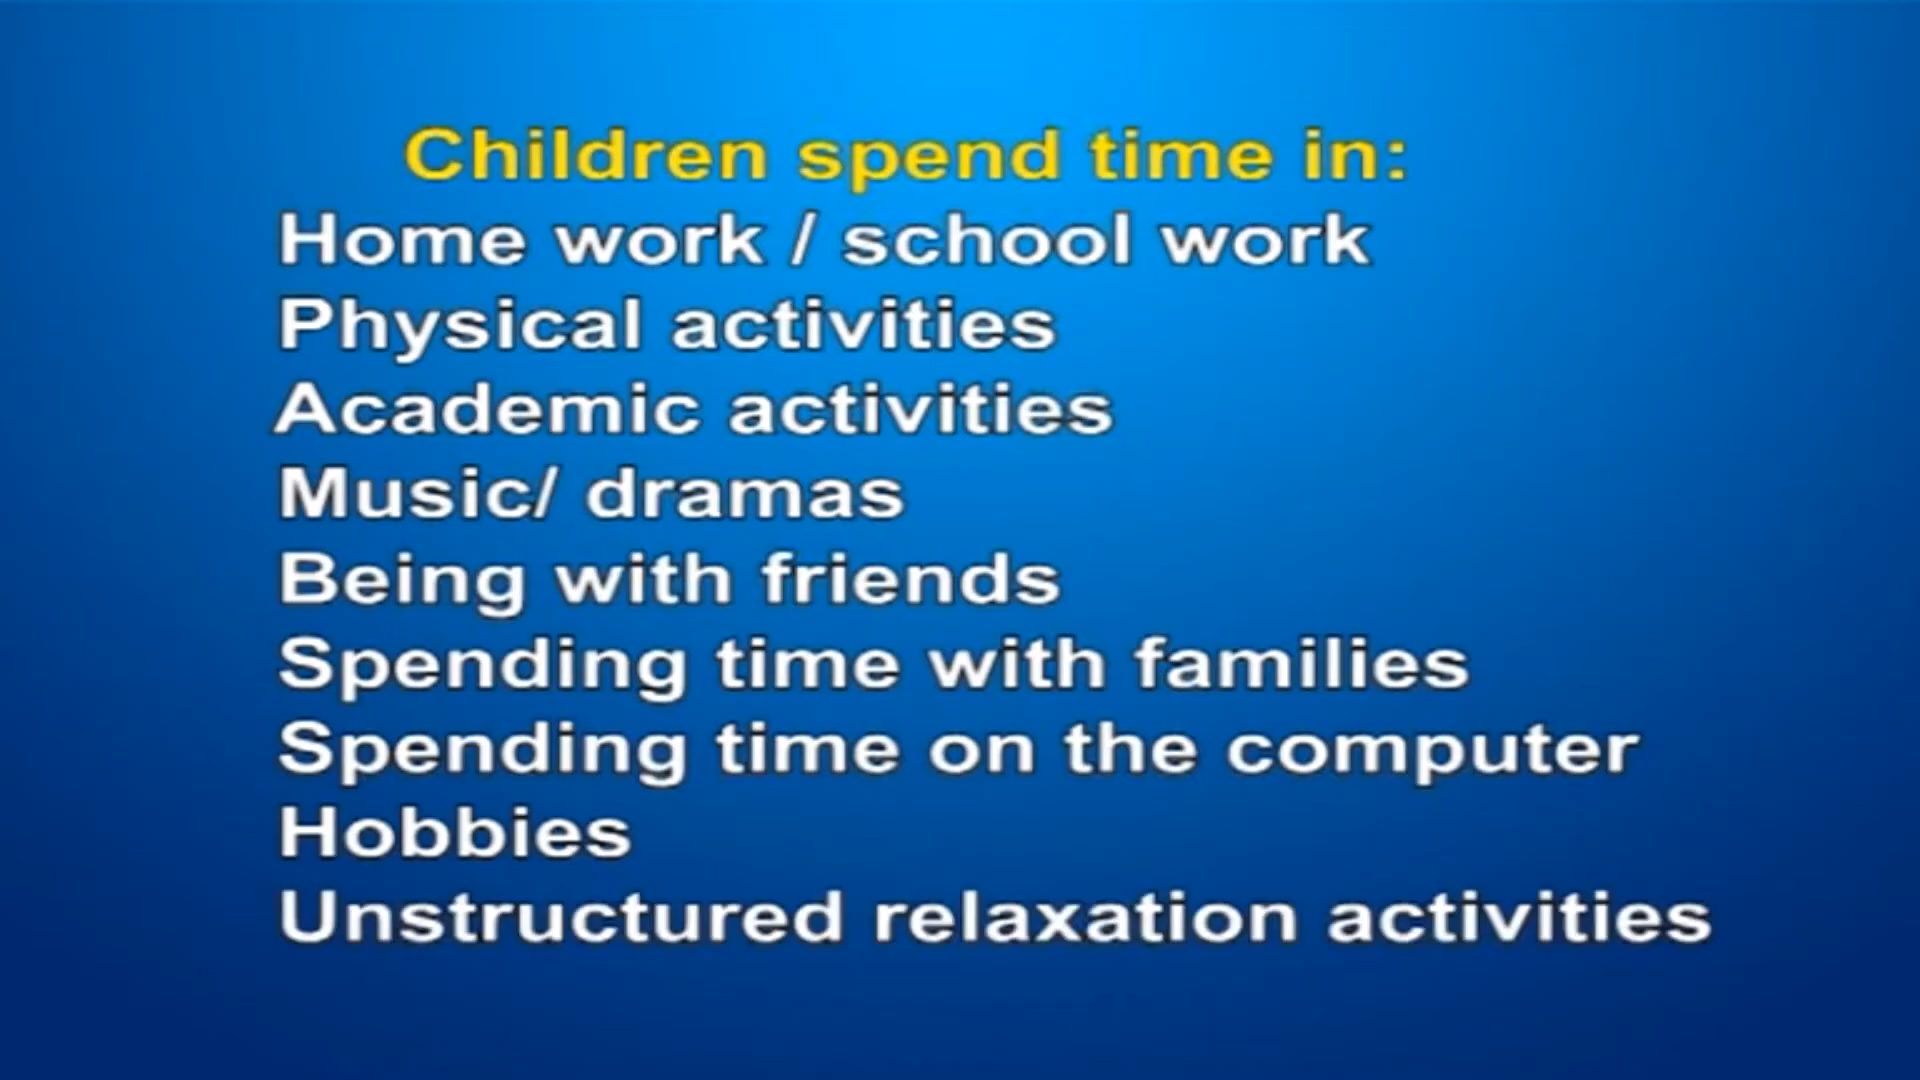 Children spend time in:
Home work / school work
Physical activities
Academic activities
Music/ dramas
Being with friends
Spending time with families
Spending time on the computer
Hobbies
Unstructured relaxation activities